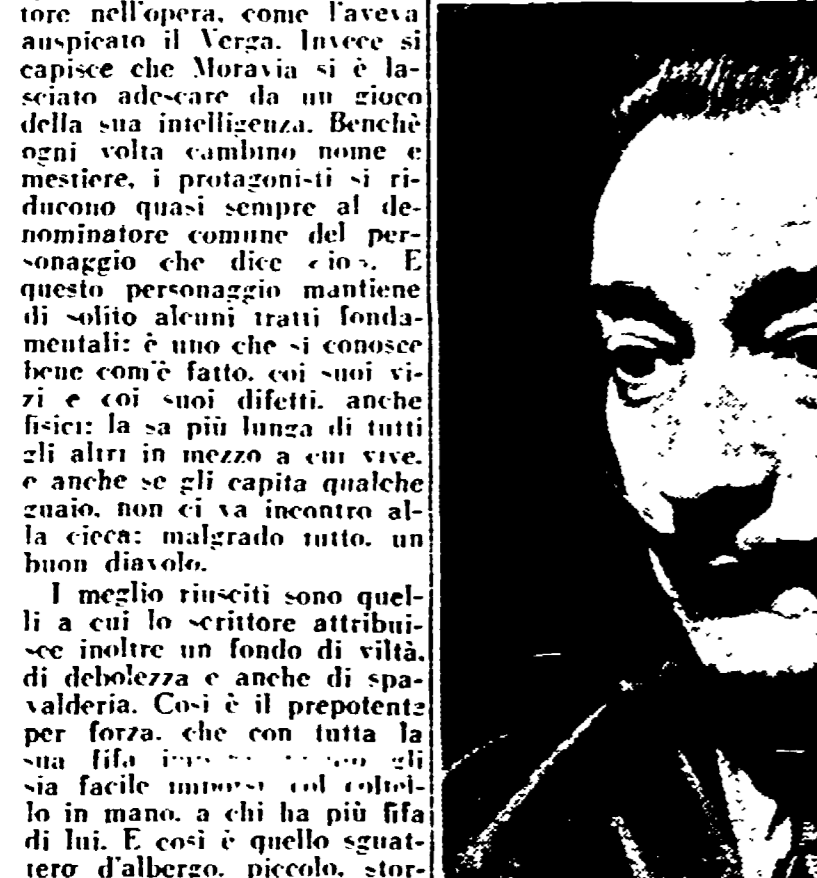 tore nell'opera, come l'aveva
auspicato il Verga. Invece si
capisce che Moravia si è la-
sciato adescare da un gioco
della sua intelligenza. Benchè
ogni volta cambino nome e
mestiere, i protagonisti si ri-
ducono quasi sempre al de-
nominatore comune del per-
sonaggio che dice «io». E
questo personaggio mantiene
di solito alcuni tratti fonda-
mentali: è uno che si conosce
bene com'è fatto, coi suoi vi-
zi e coi suoi difetti, anche
fisici: la sa più lunga di tutti
gli altri in mezzo a cui vive,
e anche se gli capita qualche
guaio, non ci va incontro al-
la cieca: malgrado tutto, un
buon diavolo.
I meglio riusciti sono quel-
li a cui lo scrittore attribui-
sce inoltre un fondo di viltà,
di debolezza e anche di spa-
valderia. Così è il prepotente
per forza, che con tutta la
sua fifa gli
sia facile col coltel-
lo in mano, a chi ha più fifa
di lui. E così è quello sguat-
tero d'albergo, piccolo, stor-